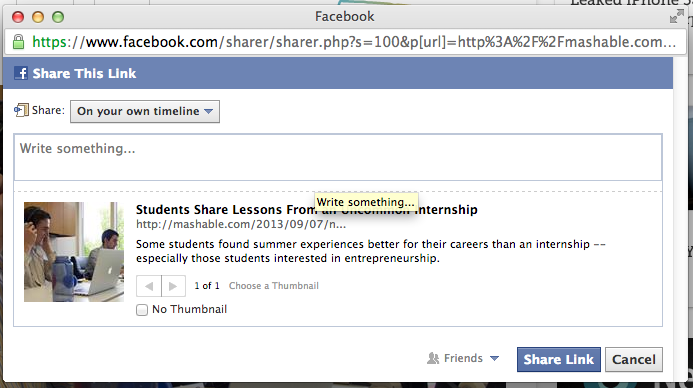 Leaked iPhone 5
Facebook
https://www.facebook.com/sharer/sharer.php?s=100&p[url]=http%3A%2F%2Fmashable.com...
f Share This Link
Share: On your own timeline
Write something...
Write something...
Students Share Lessons From an Uncommon Internship
http://mashable.com/2013/09/07/n...
Some students found summer experiences better for their careers than an internship --
especially those students interested in entrepreneurship.
1 of 1 Choose a Thumbnail
No Thumbnail
Friends Share Link Cancel